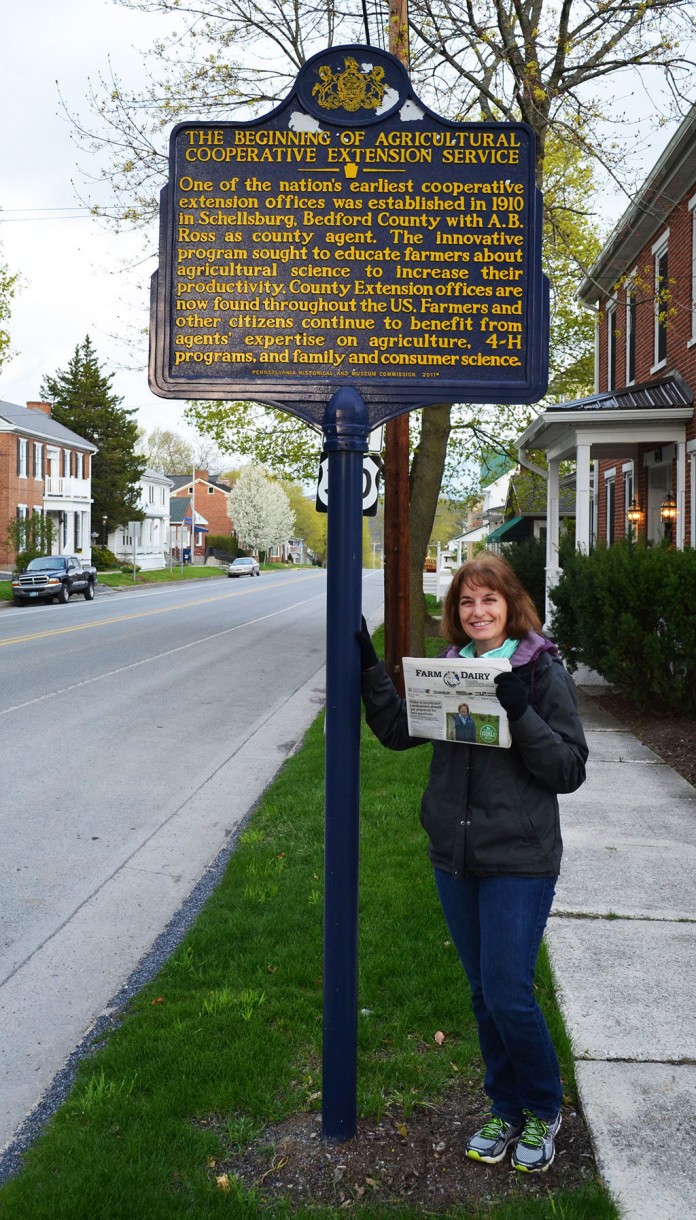 THE BEGINNING OF AGRICULTURAL
COOPERATIVE EXTENSION SERVICE
One of the nation's earliest cooperative
extension offices was established in 1910
in Schellsburg, Bedford County with A.B.
Ross as county agent. The innovative
program sought to educate farmers about
agricultural science to increase their
productivity. County Extension offices are
now found throughout the US. Farmers and
other citizens continue to benefit from
agents' expertise on agriculture, 4-H
programs, and family and consumer science.
PENNSYLVANIA HISTORICAL AND MUSEUM COMMISSION 2011
FARM DAIRY